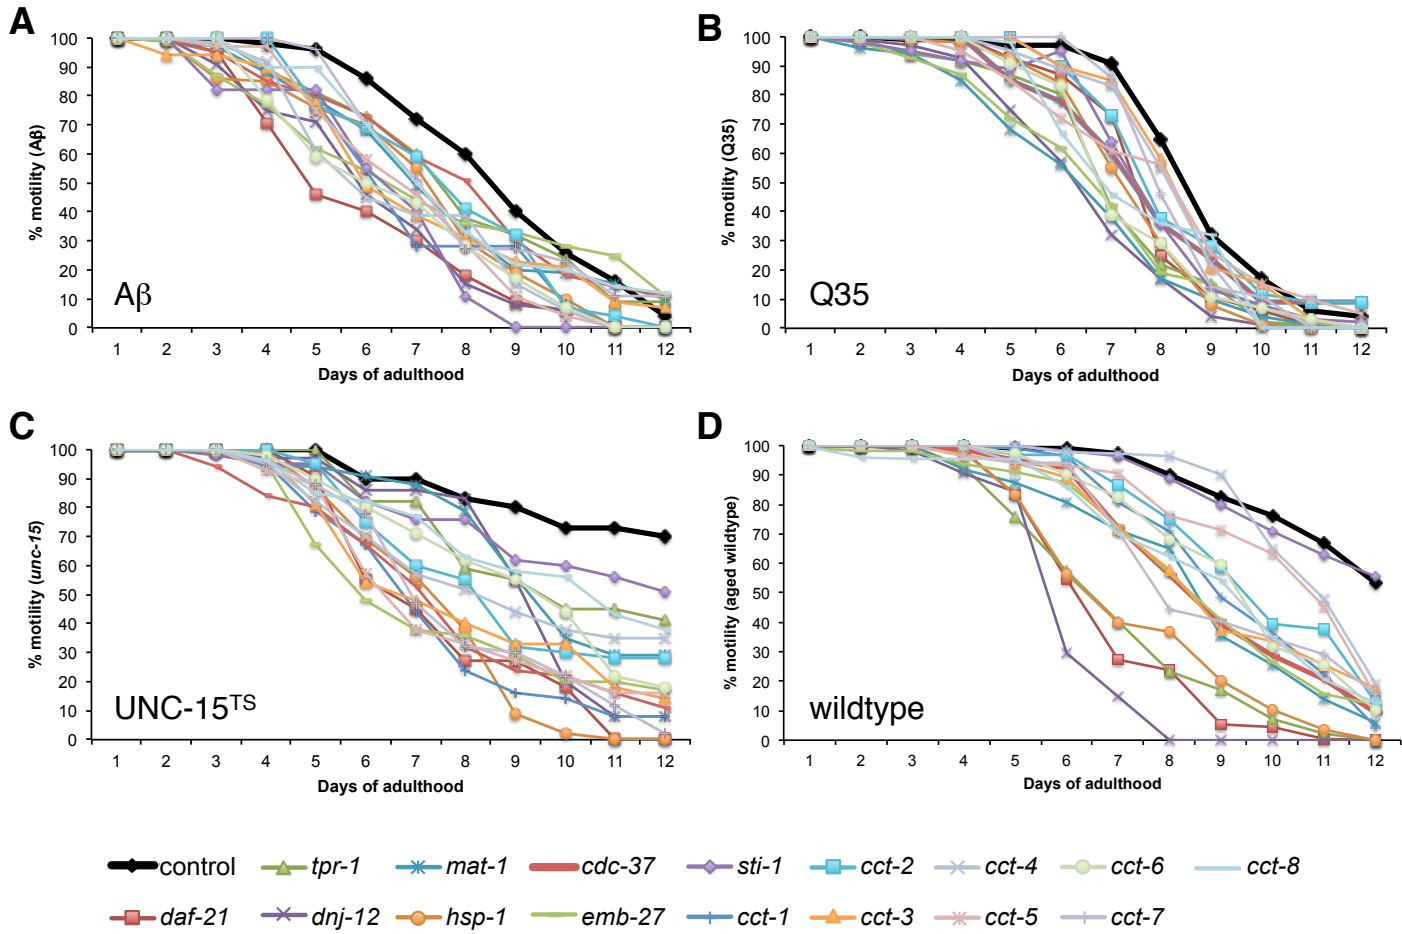 A
% motility (Aβ)
100
90
80
70
60
50
40
30
20
10
0
Aβ
1 2 3 4 5 6 7 8 9 10 11 12
Days of adulthood
B
% motility (Q35)
100
90
80
70
60
50
40
30
20
10
0
Q35
1 2 3 4 5 6 7 8 9 10 11 12
Days of adulthood
C
% motility (unc-15)
100
90
80
70
60
50
40
30
20
10
0
UNC-15TS
1 2 3 4 5 6 7 8 9 10 11 12
Days of adulthood
D
% motility (aged wildtype)
100
90
80
70
60
50
40
30
20
10
0
wildtype
1 2 3 4 5 6 7 8 9 10 11 12
Days of adulthood
control tpr-1 mat-1 cdc-37 sti-1 cct-2 cct-4 cct-6 cct-8
daf-21 dnj-12 hsp-1 emb-27 cct-1 cct-3 cct-5 cct-7